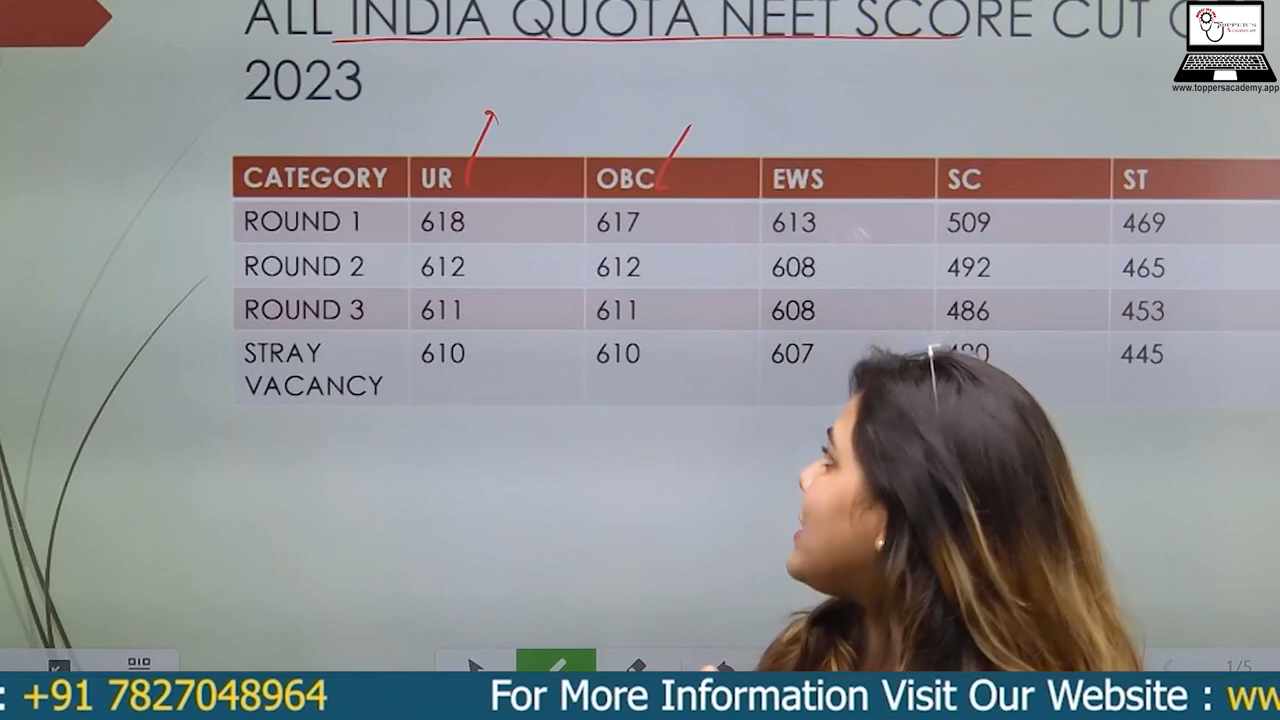 ALL INDIA QUOTA NEET SCORE CUT
2023
TOPPER'S
www.toppersacademy.app
CATEGORY UR OBC EWS SC ST
ROUND 1 618 617 613 509 469
ROUND 2 612 612 608 492 465
ROUND 3 611 611 608 486 453
STRAY VACANCY 610 610 607 445
1/5
: +91 7827048964 For More Information Visit Our Website : ww